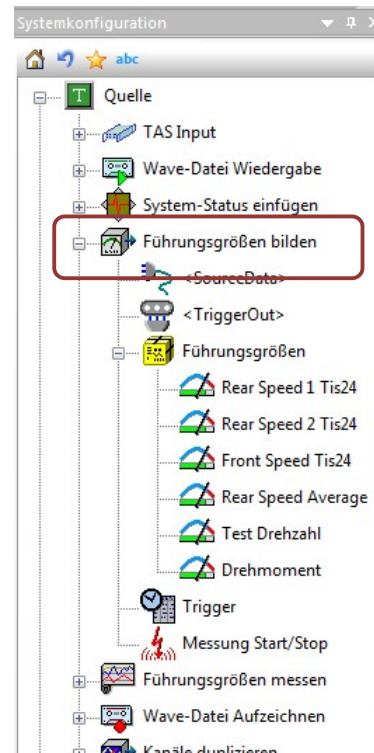 Systemkonfiguration
abc
T Quelle
TAS Input
Wave-Datei Wiedergabe
System-Status einfügen
Führungsgrößen bilden
<SourceData>
<TriggerOut>
Führungsgrößen
Rear Speed 1 Tis24
Rear Speed 2 Tis24
Front Speed Tis24
Rear Speed Average
Test Drehzahl
Drehmoment
Trigger
Messung Start/Stop
Führungsgrößen messen
Wave-Datei Aufzeichnen
Kanäle duplizieren